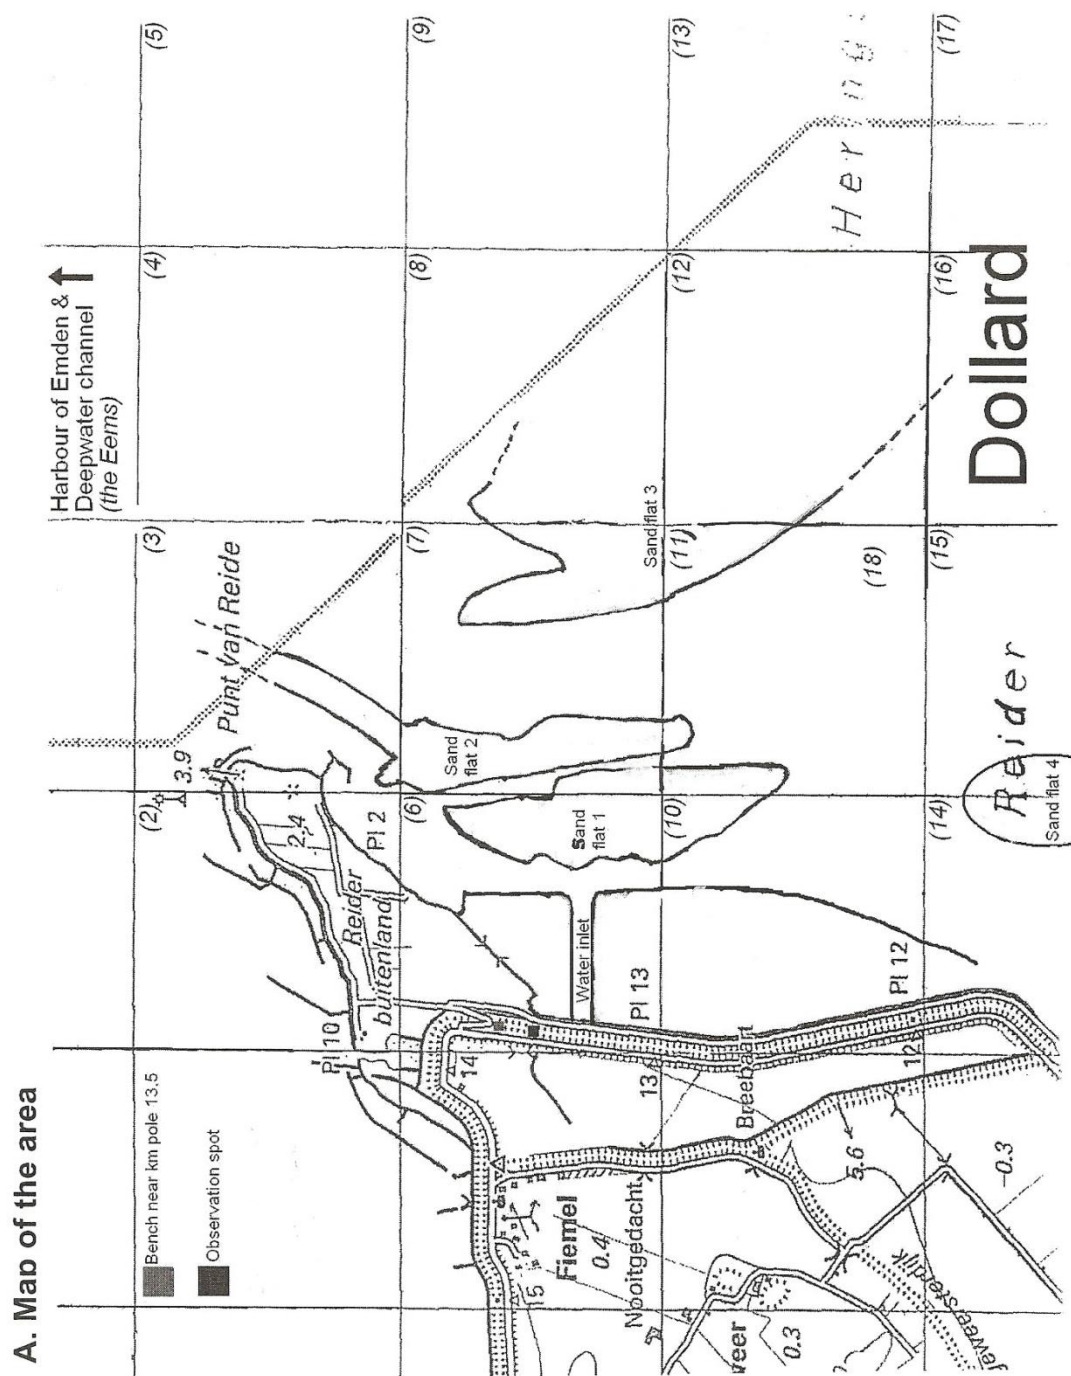 A. Map of the area
Bench near km pole 13.5
Observation spot
Harbour of Emden &
Deepwater channel
(the Eems)
(2)
(3)
(4)
(5)
3.9
Punt van Reide
2.4
Pl 2
Reider
buitenland
Pl 10
(6)
(7)
(8)
(9)
Sand
flat 2
Sand
flat 1
Sand flat 3
Water inlet
14
15
Fiemel
0.4
Nooitgedacht
Pl 13
13
(10)
(11)
(12)
(13)
Breebaart
Pl 12
12
5.6
-0.3
0.3
weer
(18)
(14)
(15)
(16)
(17)
Herings
Reider
Sand flat 4
Dollard